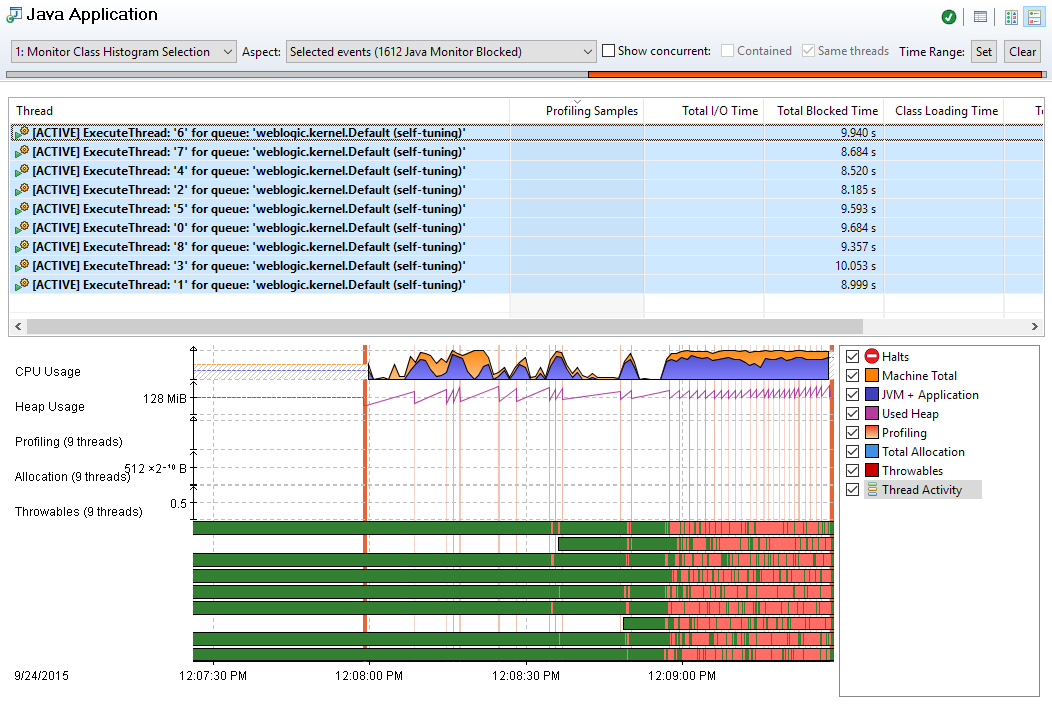 Java Application
1: Monitor Class Histogram Selection Aspect: Selected events (1612 Java Monitor Blocked) Show concurrent: Contained Same threads Time Range: Set Clear
Thread Profiling Samples Total I/O Time Total Blocked Time Class Loading Time
[ACTIVE] ExecuteThread: '6' for queue: 'weblogic.kernel.Default (self-tuning)' 9.940 s
[ACTIVE] ExecuteThread: '7' for queue: 'weblogic.kernel.Default (self-tuning)' 8.684 s
[ACTIVE] ExecuteThread: '4' for queue: 'weblogic.kernel.Default (self-tuning)' 8.520 s
[ACTIVE] ExecuteThread: '2' for queue: 'weblogic.kernel.Default (self-tuning)' 8.185 s
[ACTIVE] ExecuteThread: '5' for queue: 'weblogic.kernel.Default (self-tuning)' 9.593 s
[ACTIVE] ExecuteThread: '0' for queue: 'weblogic.kernel.Default (self-tuning)' 9.684 s
[ACTIVE] ExecuteThread: '8' for queue: 'weblogic.kernel.Default (self-tuning)' 9.357 s
[ACTIVE] ExecuteThread: '3' for queue: 'weblogic.kernel.Default (self-tuning)' 10.053 s
[ACTIVE] ExecuteThread: '1' for queue: 'weblogic.kernel.Default (self-tuning)' 8.999 s
CPU Usage
Heap Usage 128 MiB
Profiling (9 threads)
Allocation (9 threads) 512 ×2⁻¹⁰ B
Throwables (9 threads) 0.5
9/24/2015 12:07:30 PM 12:08:00 PM 12:08:30 PM 12:09:00 PM
Halts
Machine Total
JVM + Application
Used Heap
Profiling
Total Allocation
Throwables
Thread Activity